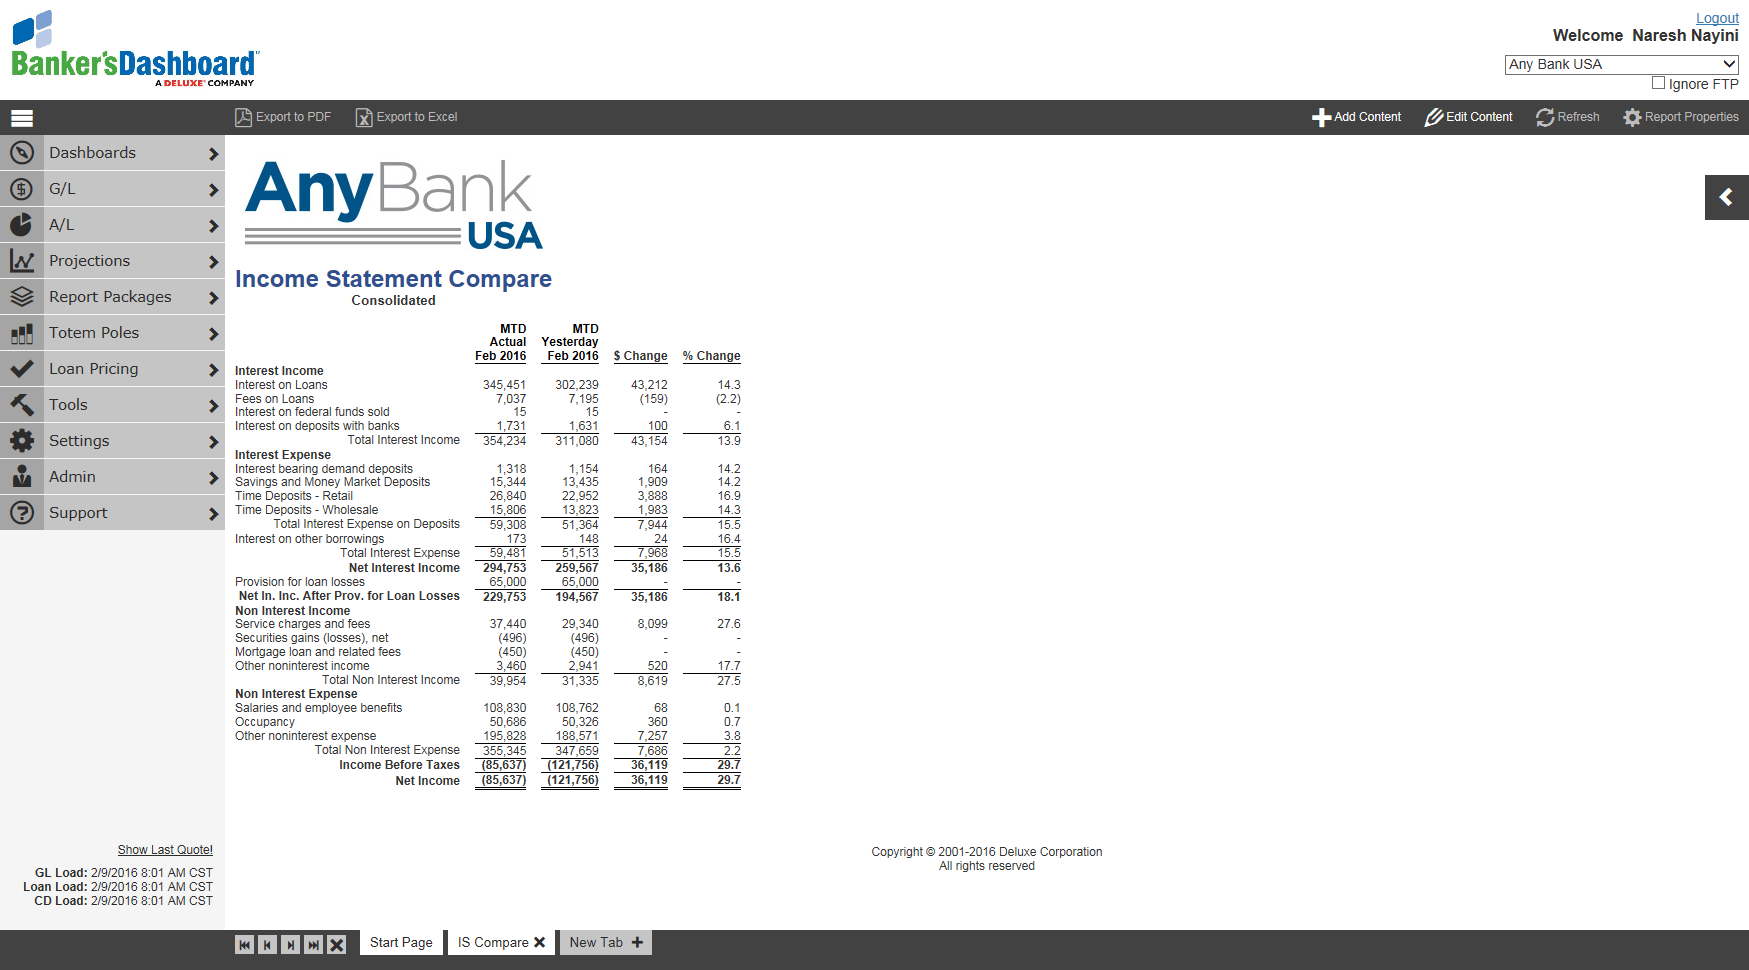 Logout
Welcome Naresh Nayini
Any Bank USA
Ignore FTP
Banker'sDashboard
A DELUXE COMPANY
Export to PDF
Export to Excel
Add Content
Edit Content
Refresh
Report Properties
Dashboards
G/L
A/L
Projections
Report Packages
Totem Poles
Loan Pricing
Tools
Settings
Admin
Support
Show Last Quote!
GL Load: 2/9/2016 8:01 AM CST
Loan Load: 2/9/2016 8:01 AM CST
CD Load: 2/9/2016 8:01 AM CST
AnyBank
USA
Income Statement Compare
Consolidated
MTD MTD
Actual Yesterday
Feb 2016 Feb 2016 $ Change % Change
Interest Income
Interest on Loans 345,451 302,239 43,212 14.3
Fees on Loans 7,037 7,195 (159) (2.2)
Interest on federal funds sold 15 15 - -
Interest on deposits with banks 1,731 1,631 100 6.1
Total Interest Income 354,234 311,080 43,154 13.9
Interest Expense
Interest bearing demand deposits 1,318 1,154 164 14.2
Savings and Money Market Deposits 15,344 13,435 1,909 14.2
Time Deposits - Retail 26,840 22,952 3,888 16.9
Time Deposits - Wholesale 15,806 13,823 1,983 14.3
Total Interest Expense on Deposits 59,308 51,364 7,944 15.5
Interest on other borrowings 173 148 24 16.4
Total Interest Expense 59,481 51,513 7,968 15.5
Net Interest Income 294,753 259,567 35,186 13.6
Provision for loan losses 65,000 65,000 - -
Net In. Inc. After Prov. for Loan Losses 229,753 194,567 35,186 18.1
Non Interest Income
Service charges and fees 37,440 29,340 8,099 27.6
Securities gains (losses), net (496) (496) - -
Mortgage loan and related fees (450) (450) - -
Other noninterest income 3,460 2,941 520 17.7
Total Non Interest Income 39,954 31,335 8,619 27.5
Non Interest Expense
Salaries and employee benefits 108,830 108,762 68 0.1
Occupancy 50,686 50,326 360 0.7
Other noninterest expense 195,828 188,571 7,257 3.8
Total Non Interest Expense 355,345 347,659 7,686 2.2
Income Before Taxes (85,637) (121,756) 36,119 29.7
Net Income (85,637) (121,756) 36,119 29.7
Copyright © 2001-2016 Deluxe Corporation
All rights reserved
Start Page
IS Compare
New Tab